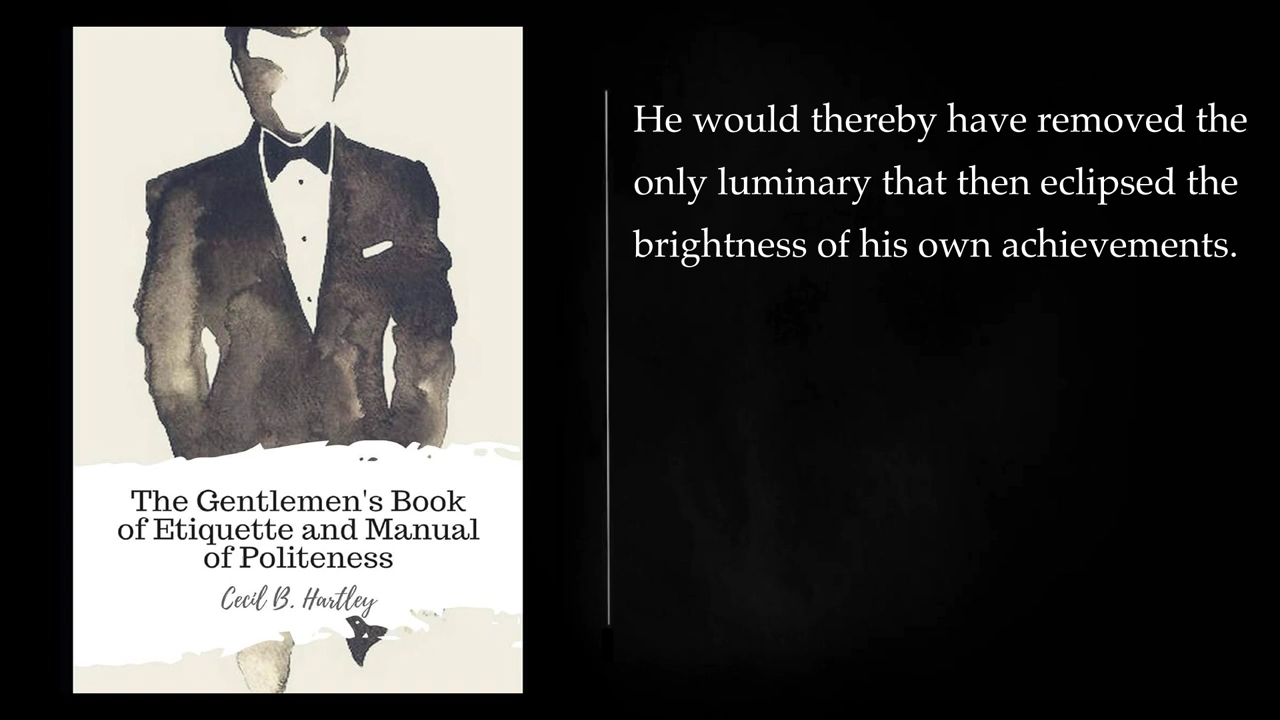 The Gentlemen's Book
of Etiquette and Manual
of Politeness
Cecil B. Hartley
He would thereby have removed the
only luminary that then eclipsed the
brightness of his own achievements.